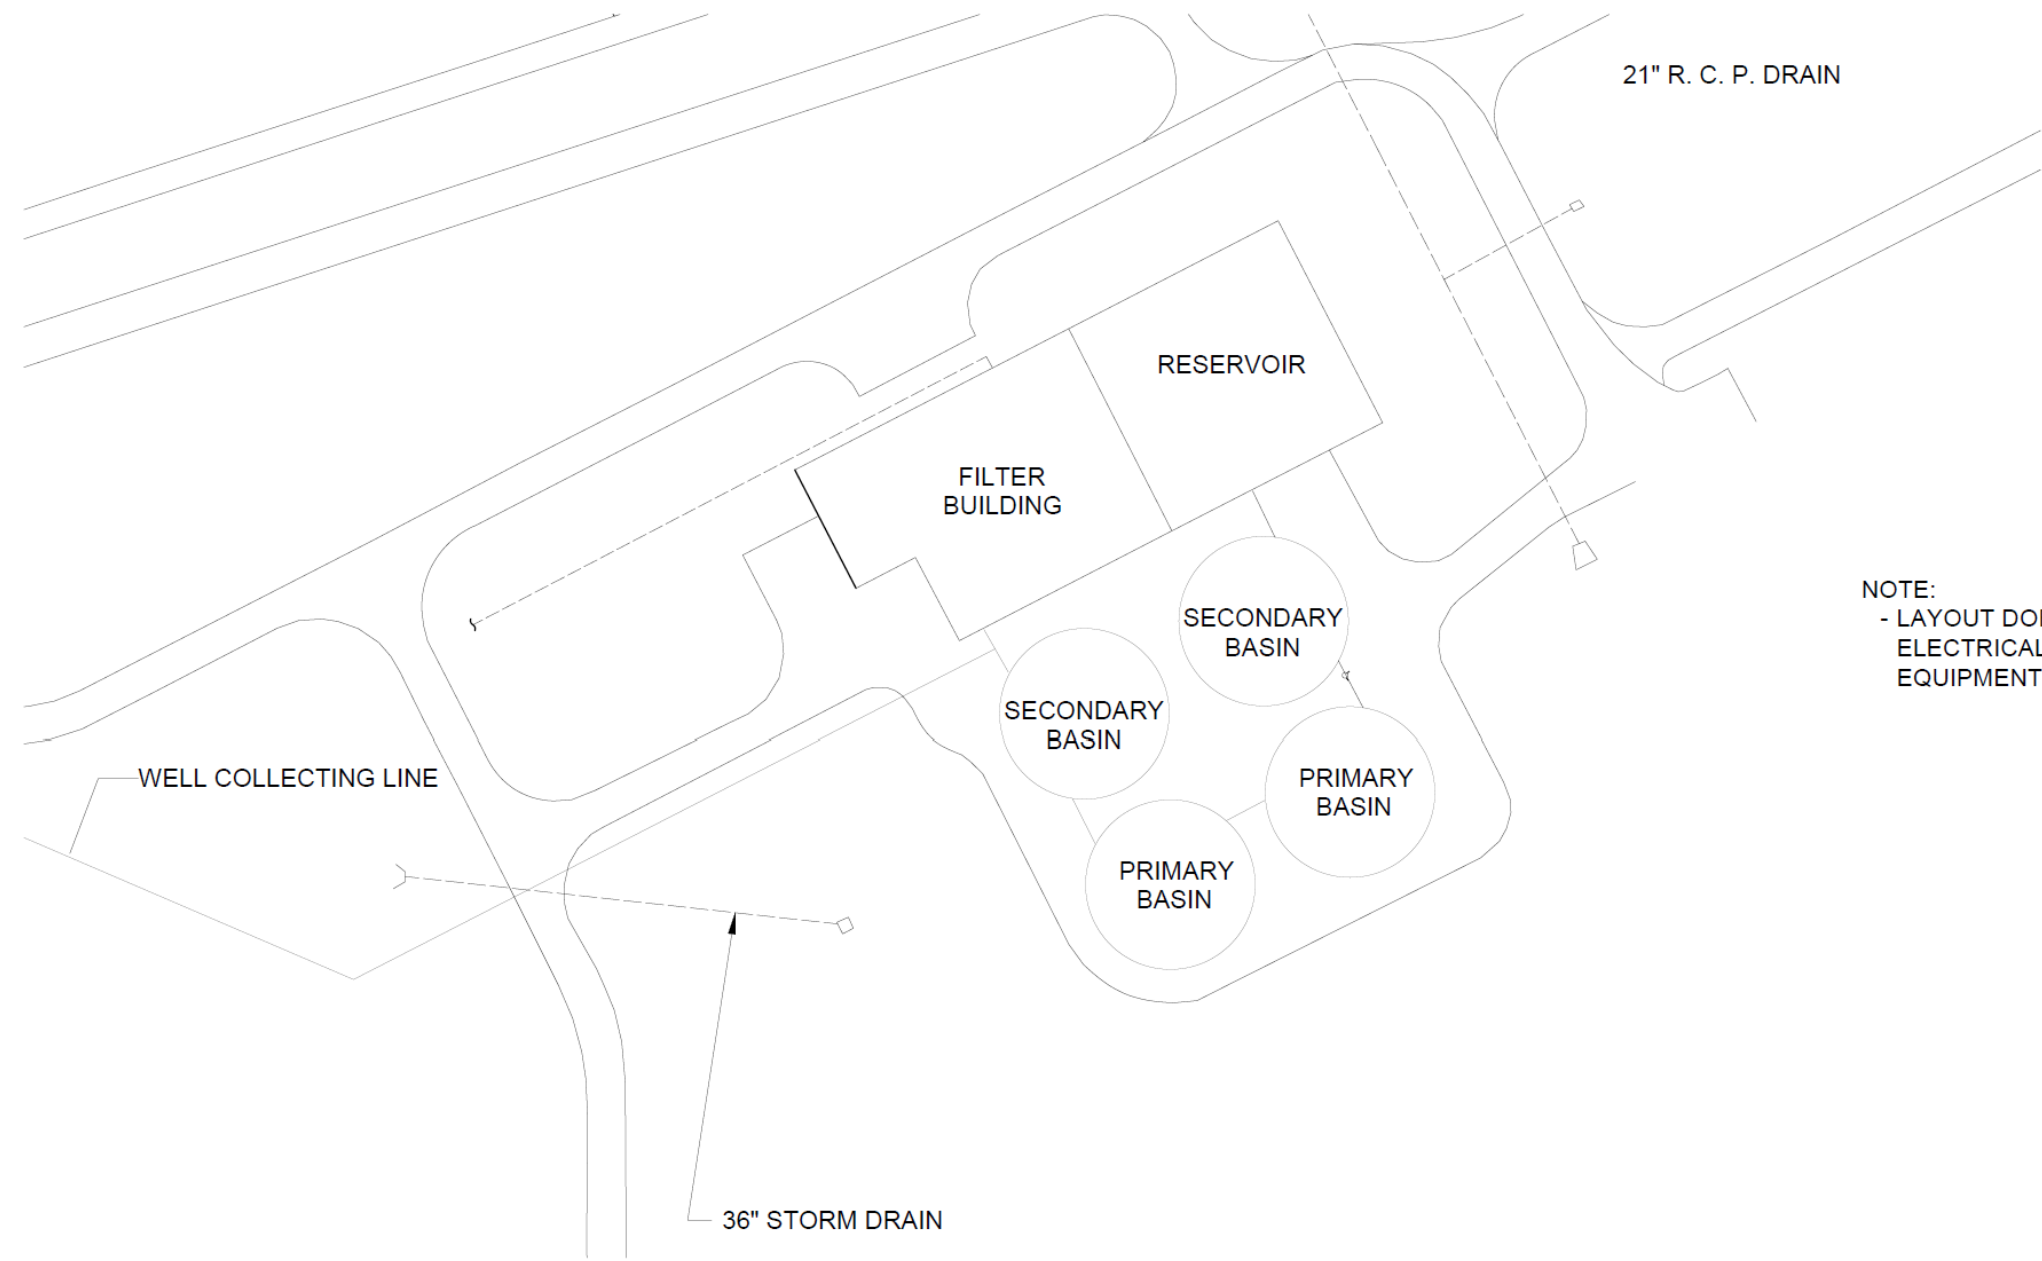 21" R. C. P. DRAIN
RESERVOIR
FILTER
BUILDING
SECONDARY
BASIN
NOTE:
- LAYOUT
ELECTRICAL
EQUIPMENT
SECONDARY
BASIN
WELL COLLECTING LINE
PRIMARY
BASIN
PRIMARY
BASIN
36" STORM DRAIN